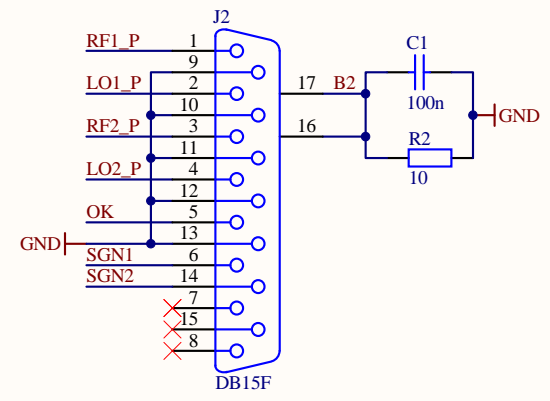 J2
RF1_P 1
9
LO1_P 2
10
RF2_P 3
11
LO2_P 4
12
OK 5
GND 13
SGN1 6
SGN2 14
7
15
8
DB15F
17 B2
16
C1
100n
GND
R2
10